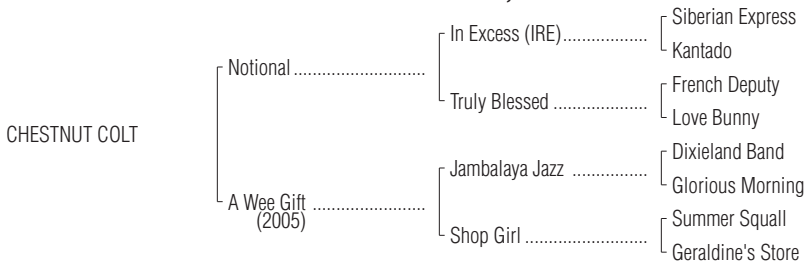 Siberian Express
In Excess (IRE)..................
Kantado
Notional ............................
French Deputy
Truly Blessed ....................
Love Bunny
CHESTNUT COLT
Dixieland Band
Jambalaya Jazz ................
Glorious Morning
A Wee Gift ........................
(2005)
Summer Squall
Shop Girl ..........................
Geraldine's Store